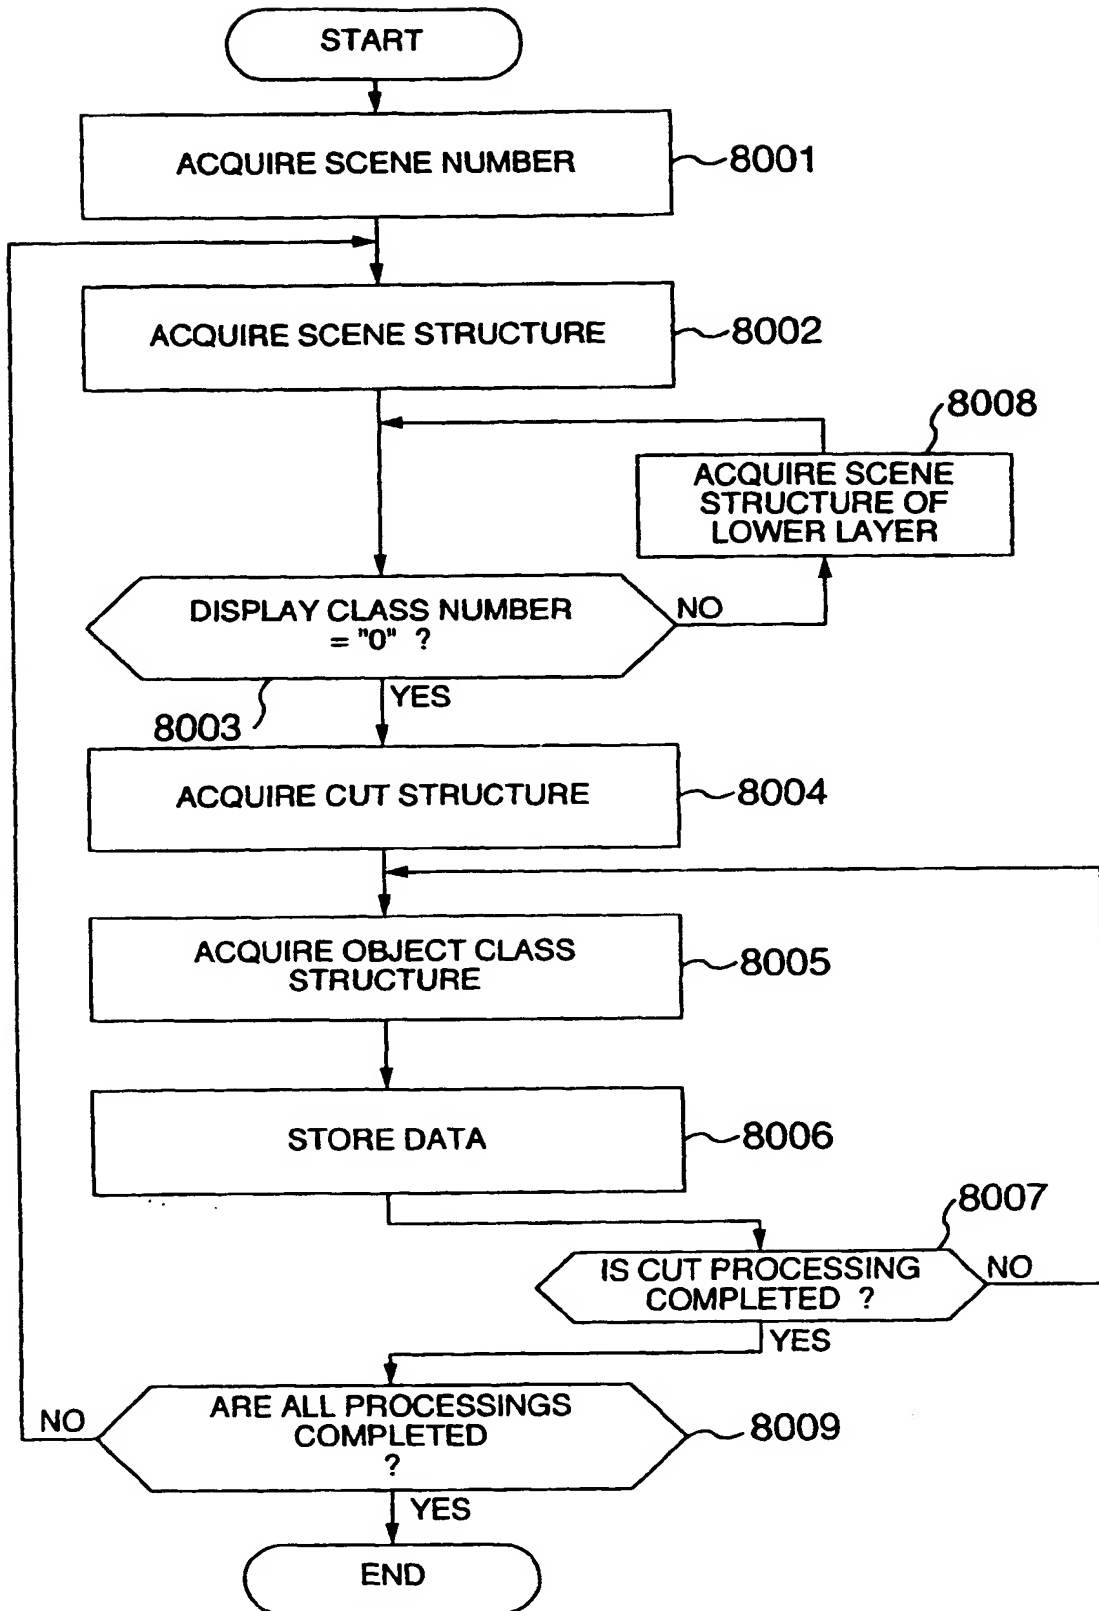 START
ACQUIRE SCENE NUMBER
8001
ACQUIRE SCENE STRUCTURE
8002
8008
ACQUIRE SCENE
STRUCTURE OF
LOWER LAYER
DISPLAY CLASS NUMBER
= "0" ?
NO
YES
8003
ACQUIRE CUT STRUCTURE
8004
ACQUIRE OBJECT CLASS
STRUCTURE
8005
STORE DATA
8006
8007
IS CUT PROCESSING
COMPLETED ?
NO
YES
ARE ALL PROCESSINGS
COMPLETED
?
NO
8009
YES
END